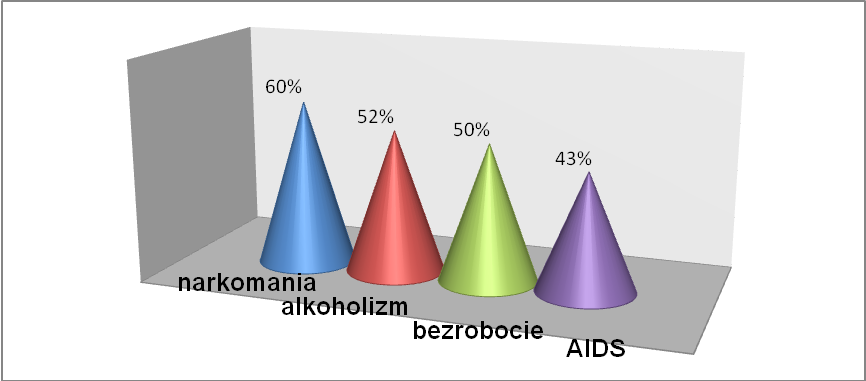 60%
52%
50%
43%
narkomania
alkoholizm
bezrobocie
AIDS